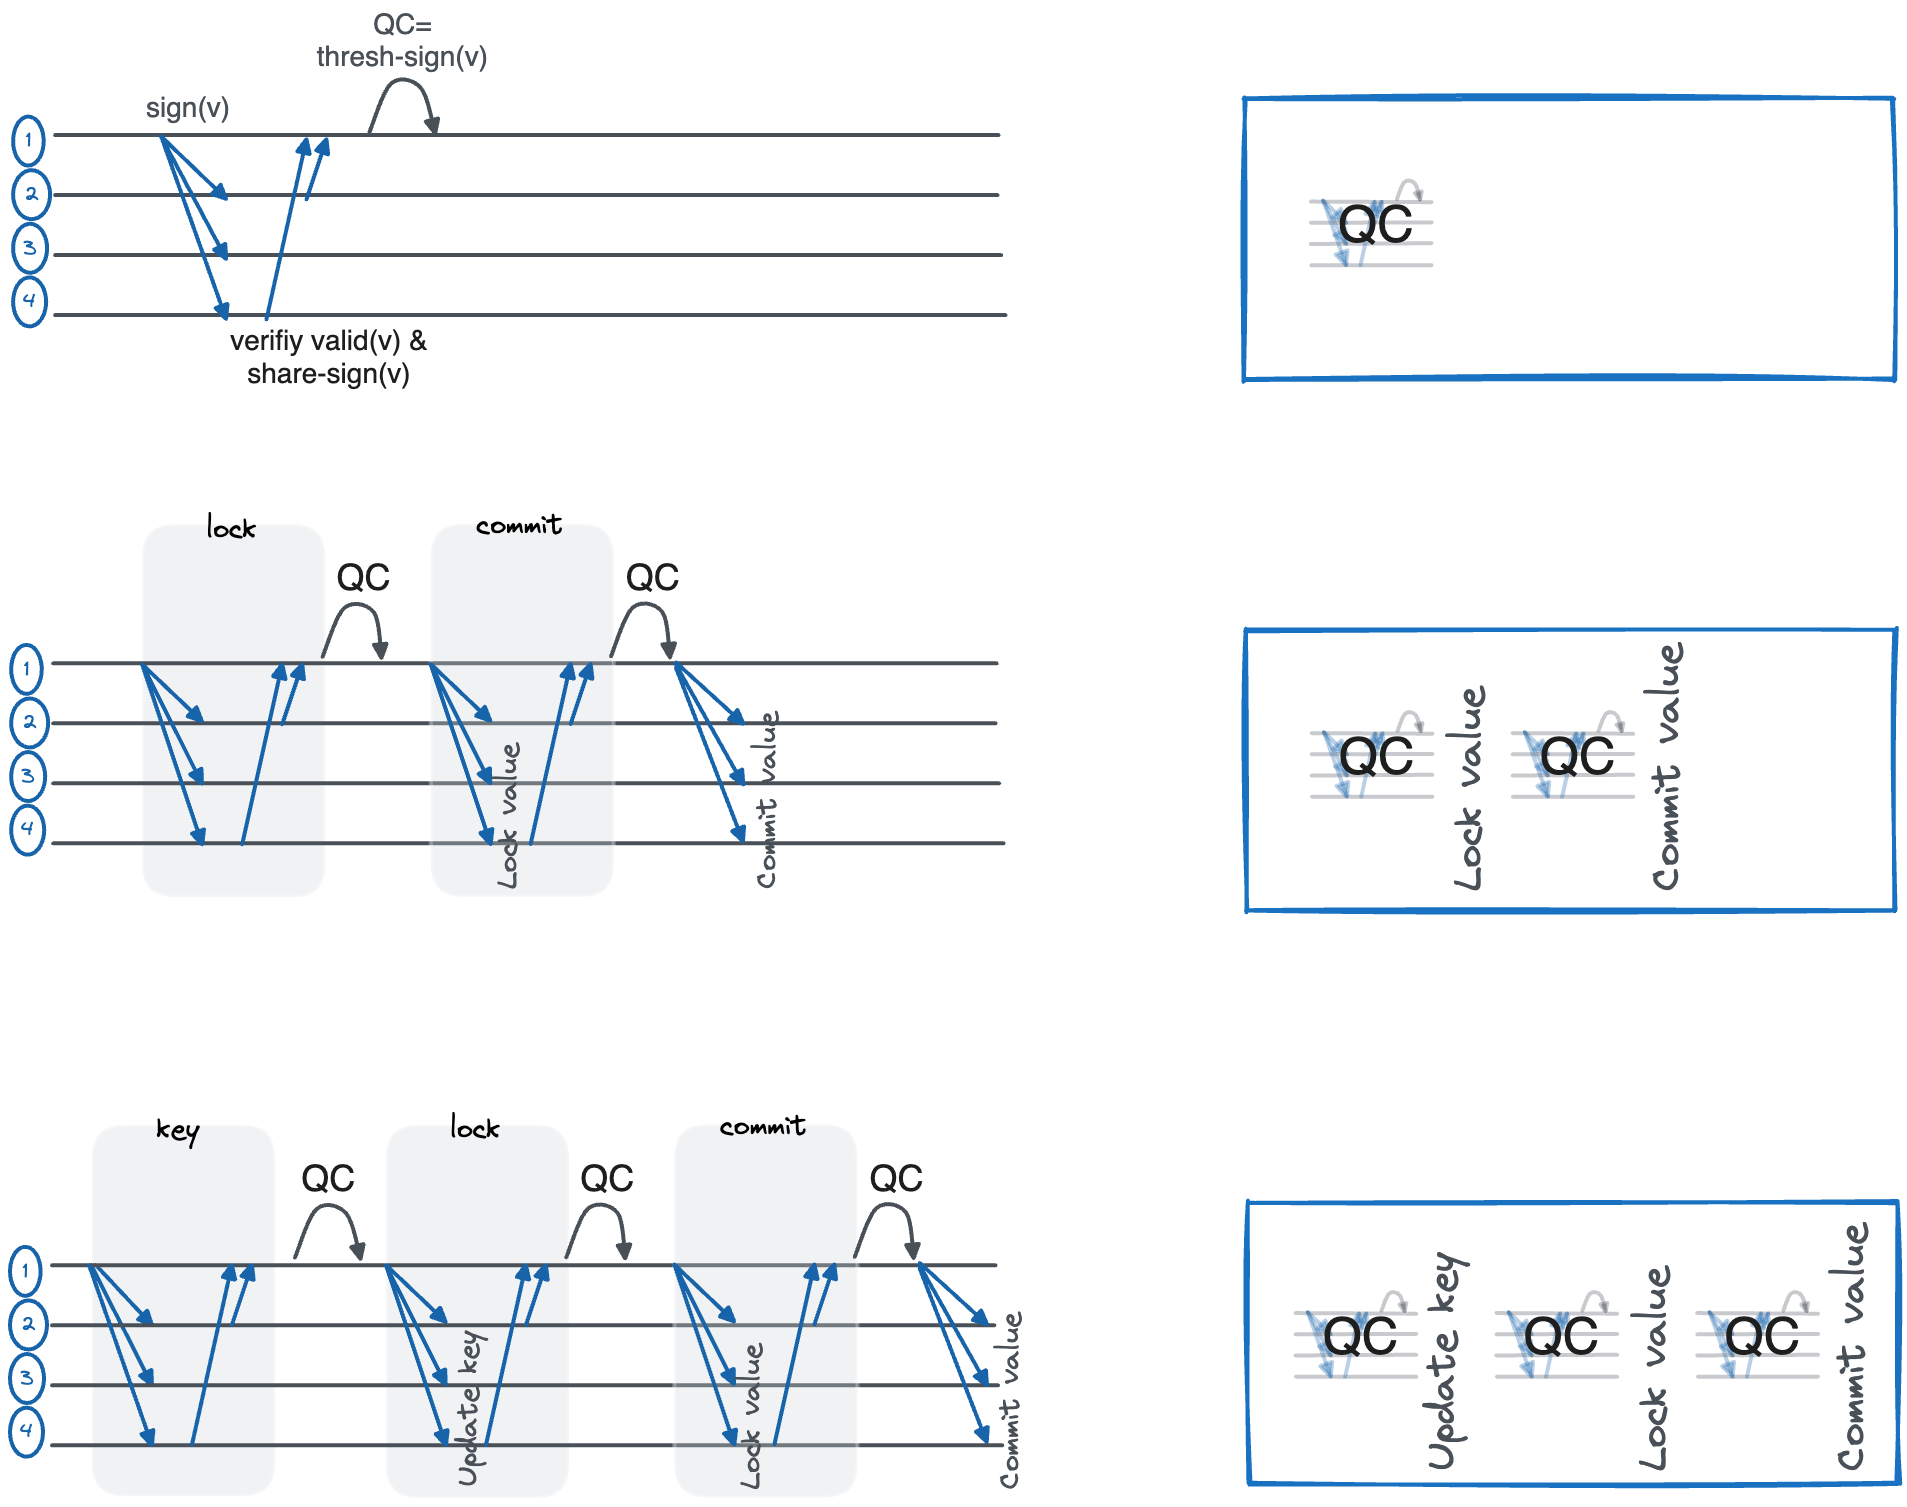 QC=
thresh-sign(v)
sign(v)
1
2
3
4
verifiy valid(v) &
share-sign(v)
QC
lock
commit
QC
QC
1
2
3
4
Lock value
Commit value
QC
Lock value
QC
Commit value
key
lock
commit
QC
QC
QC
1
2
3
4
Update key
Lock value
Commit value
QC
Update key
QC
Lock value
QC
Commit value